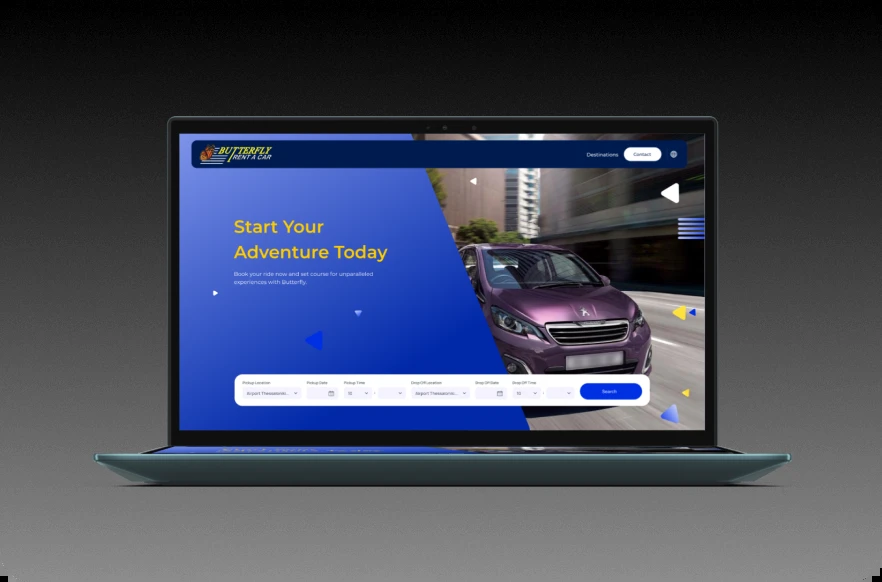 BUTTERFLY
RENT A CAR
Destinations
Contact
Start Your
Adventure Today
Book your ride now and set course for unparalleled
experiences with Butterfly.
Pickup Location
Pickup Date
Pickup Time
Drop Off Location
Drop Off Date
Drop Off Time
Airport Thessaloniki...
10
:
Airport Thessaloniki...
10
:
Search